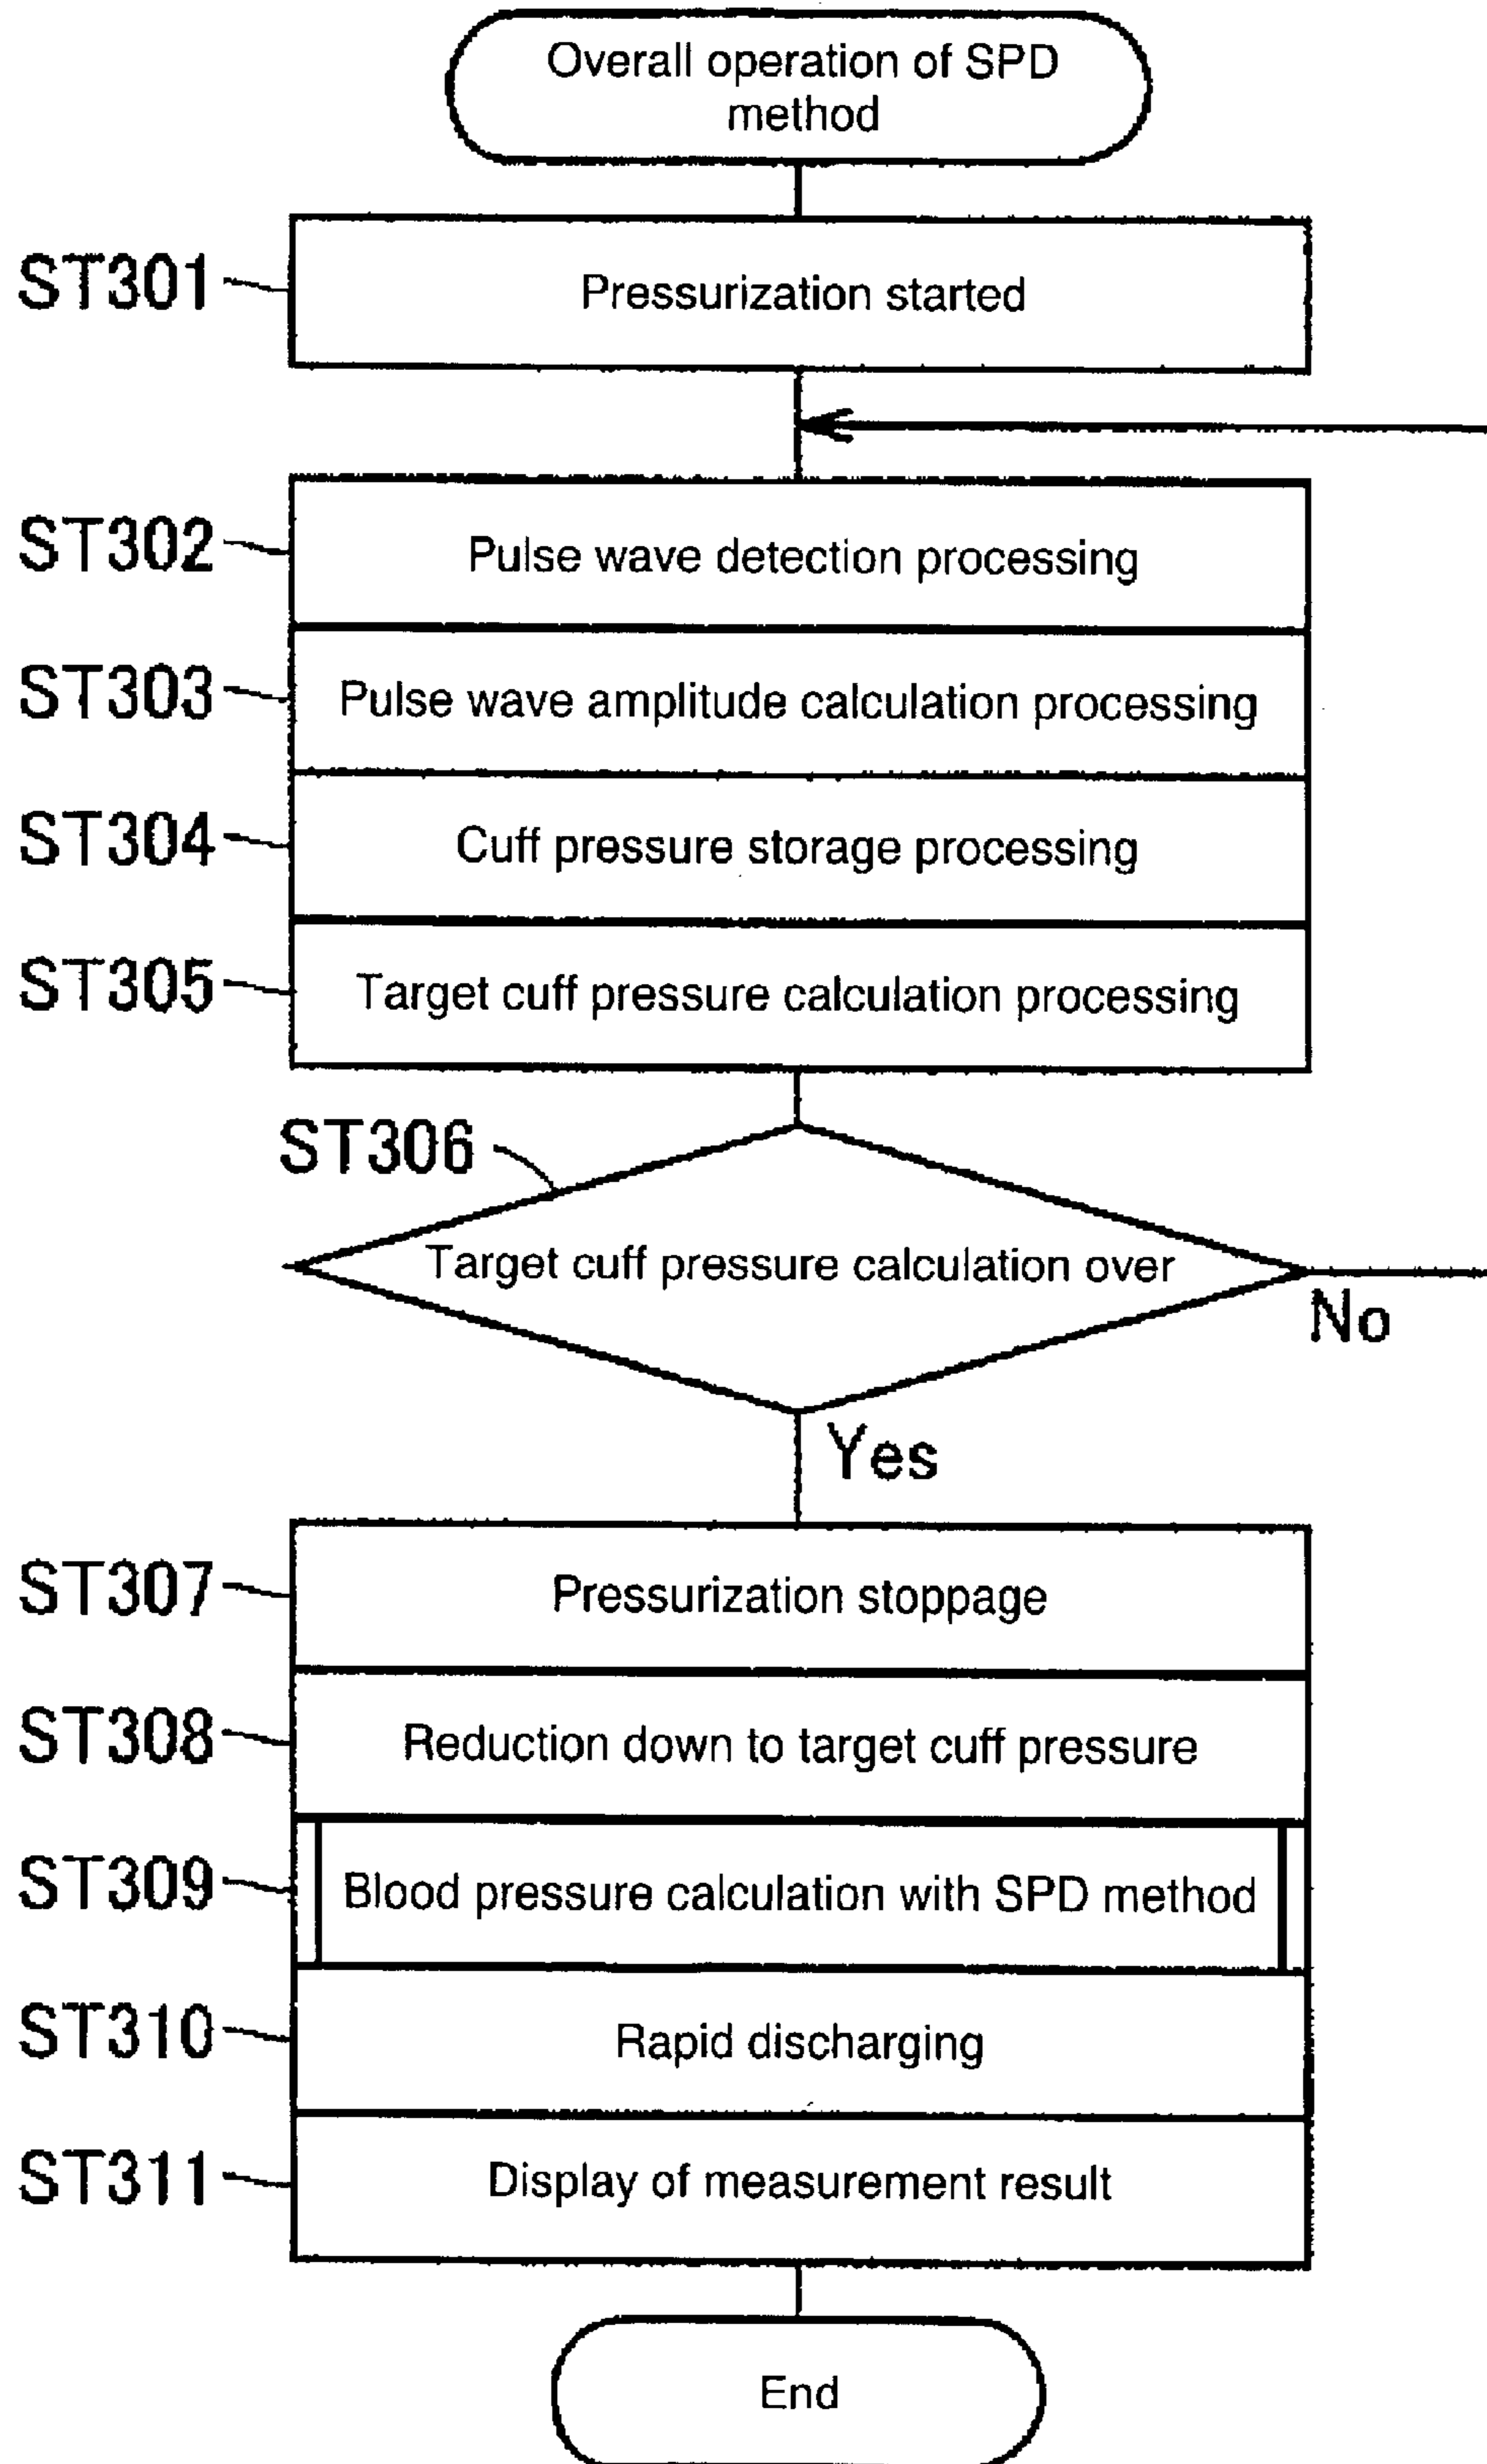 Overall operation of SPD
method
ST301
Pressurization started
ST302
Pulse wave detection processing
ST303
Pulse wave amplitude calculation processing
ST304
Cuff pressure storage processing
ST305
Target cuff pressure calculation processing
ST306
Target cuff pressure calculation over
No
Yes
ST307
Pressurization stoppage
ST308
Reduction down to target cuff pressure
ST309
Blood pressure calculation with SPD method
ST310
Rapid discharging
ST311
Display of measurement result
End